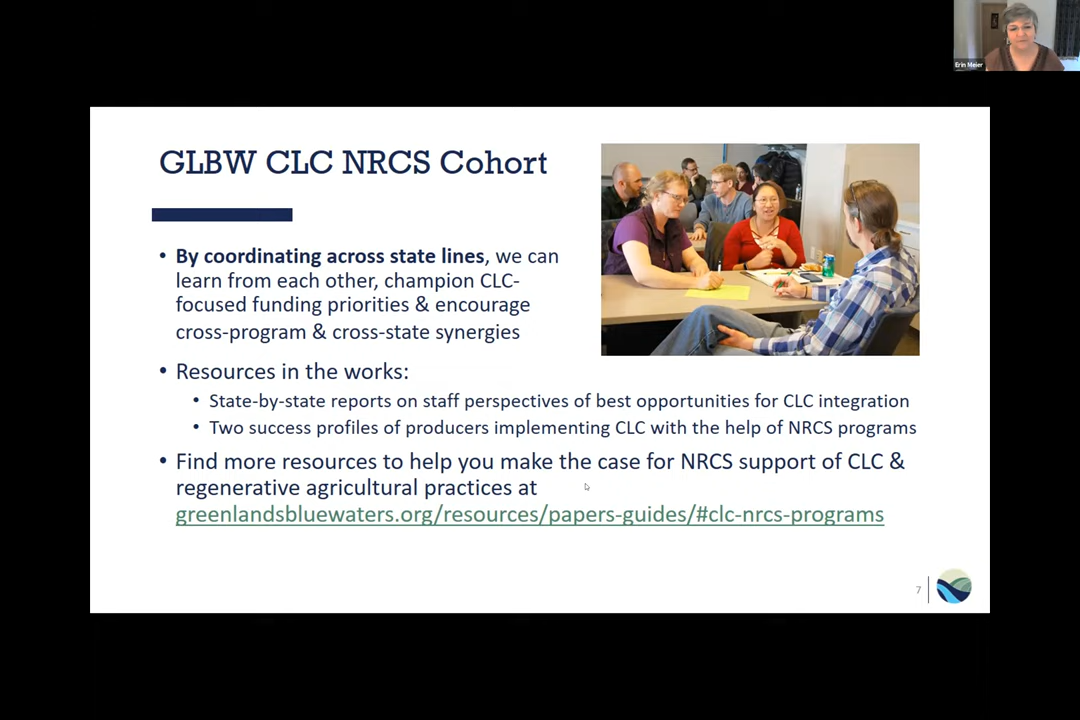 Erin Meier
GLBW CLC NRCS Cohort
• By coordinating across state lines, we can
learn from each other, champion CLC-
focused funding priorities & encourage
cross-program & cross-state synergies
• Resources in the works:
• State-by-state reports on staff perspectives of best opportunities for CLC integration
• Two success profiles of producers implementing CLC with the help of NRCS programs
• Find more resources to help you make the case for NRCS support of CLC &
regenerative agricultural practices at
greenlandsbluewaters.org/resources/papers-guides/#clc-nrcs-programs
7